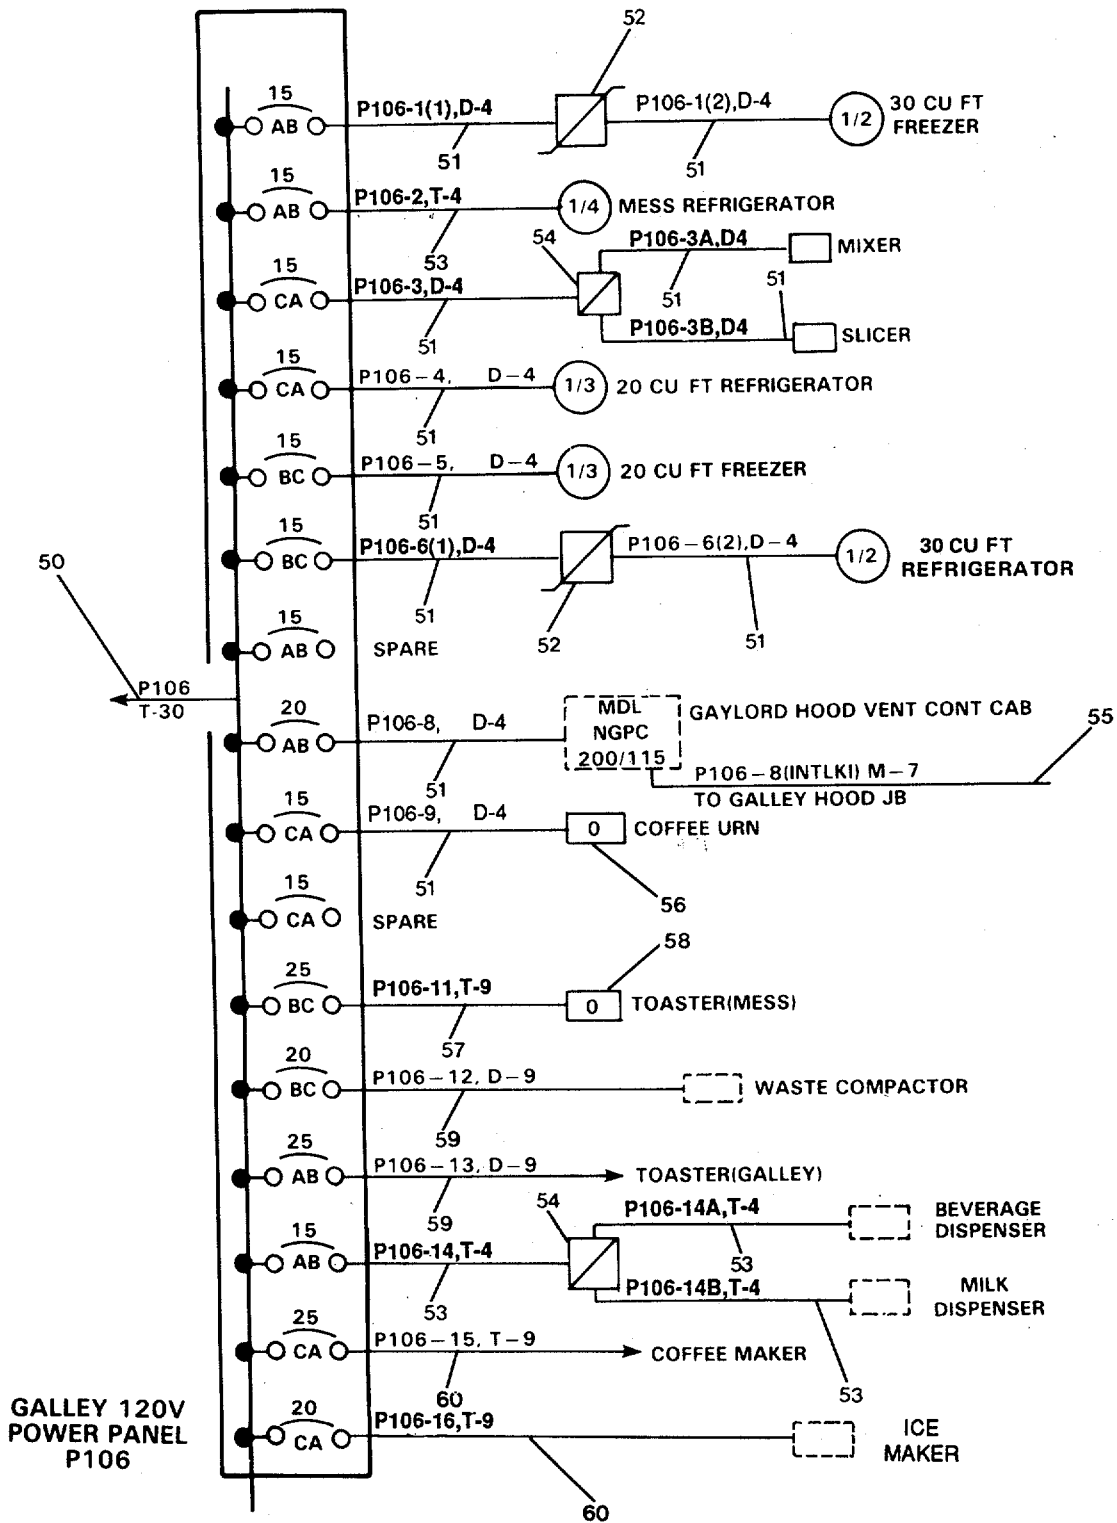 52
15
AB
P106-1(1),D-4
51
P106-1(2),D-4
51
1/2
30 CU FT
FREEZER
15
AB
P106-2,T-4
53
1/4
MESS REFRIGERATOR
15
CA
P106-3,D-4
51
54
P106-3A,D4
51
MIXER
P106-3B,D4
51
SLICER
15
CA
P106-4, D-4
51
1/3
20 CU FT REFRIGERATOR
15
BC
P106-5, D-4
51
1/3
20 CU FT FREEZER
15
BC
P106-6(1),D-4
51
52
P106-6(2),D-4
51
1/2
30 CU FT
REFRIGERATOR
50
15
AB
SPARE
P106
T-30
20
AB
P106-8, D-4
51
MDL
NGPC
200/115
GAYLORD HOOD VENT CONT CAB
P106-8(INTLKI) M-7
TO GALLEY HOOD JB
55
15
CA
P106-9, D-4
51
0
COFFEE URN
56
15
CA
SPARE
58
25
BC
P106-11,T-9
57
0
TOASTER(MESS)
20
BC
P106-12, D-9
59
WASTE COMPACTOR
25
AB
P106-13, D-9
59
TOASTER(GALLEY)
15
AB
P106-14,T-4
53
54
P106-14A,T-4
53
BEVERAGE
DISPENSER
P106-14B,T-4
53
MILK
DISPENSER
25
CA
P106-15, T-9
60
COFFEE MAKER
20
CA
P106-16,T-9
60
ICE
MAKER
GALLEY 120V
POWER PANEL
P106